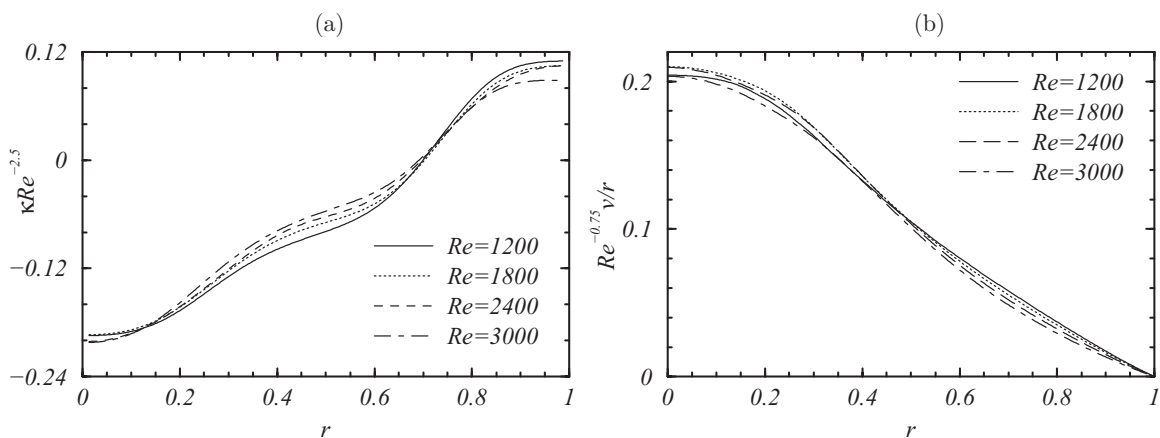 (a)
0.12
0
−0.12
−0.24
κRe^{−2.5}
Re=1200
Re=1800
Re=2400
Re=3000
0
0.2
0.4
0.6
0.8
1
r
(b)
0.2
0.1
0
Re^{−0.75}v/r
Re=1200
Re=1800
Re=2400
Re=3000
0
0.2
0.4
0.6
0.8
1
r